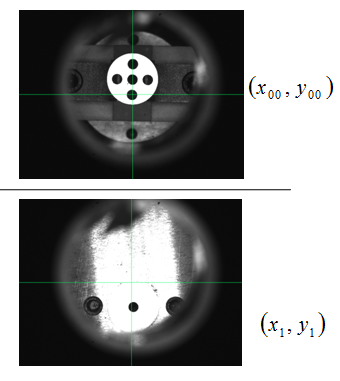 (x₀₀, y₀₀)
(x₁, y₁)